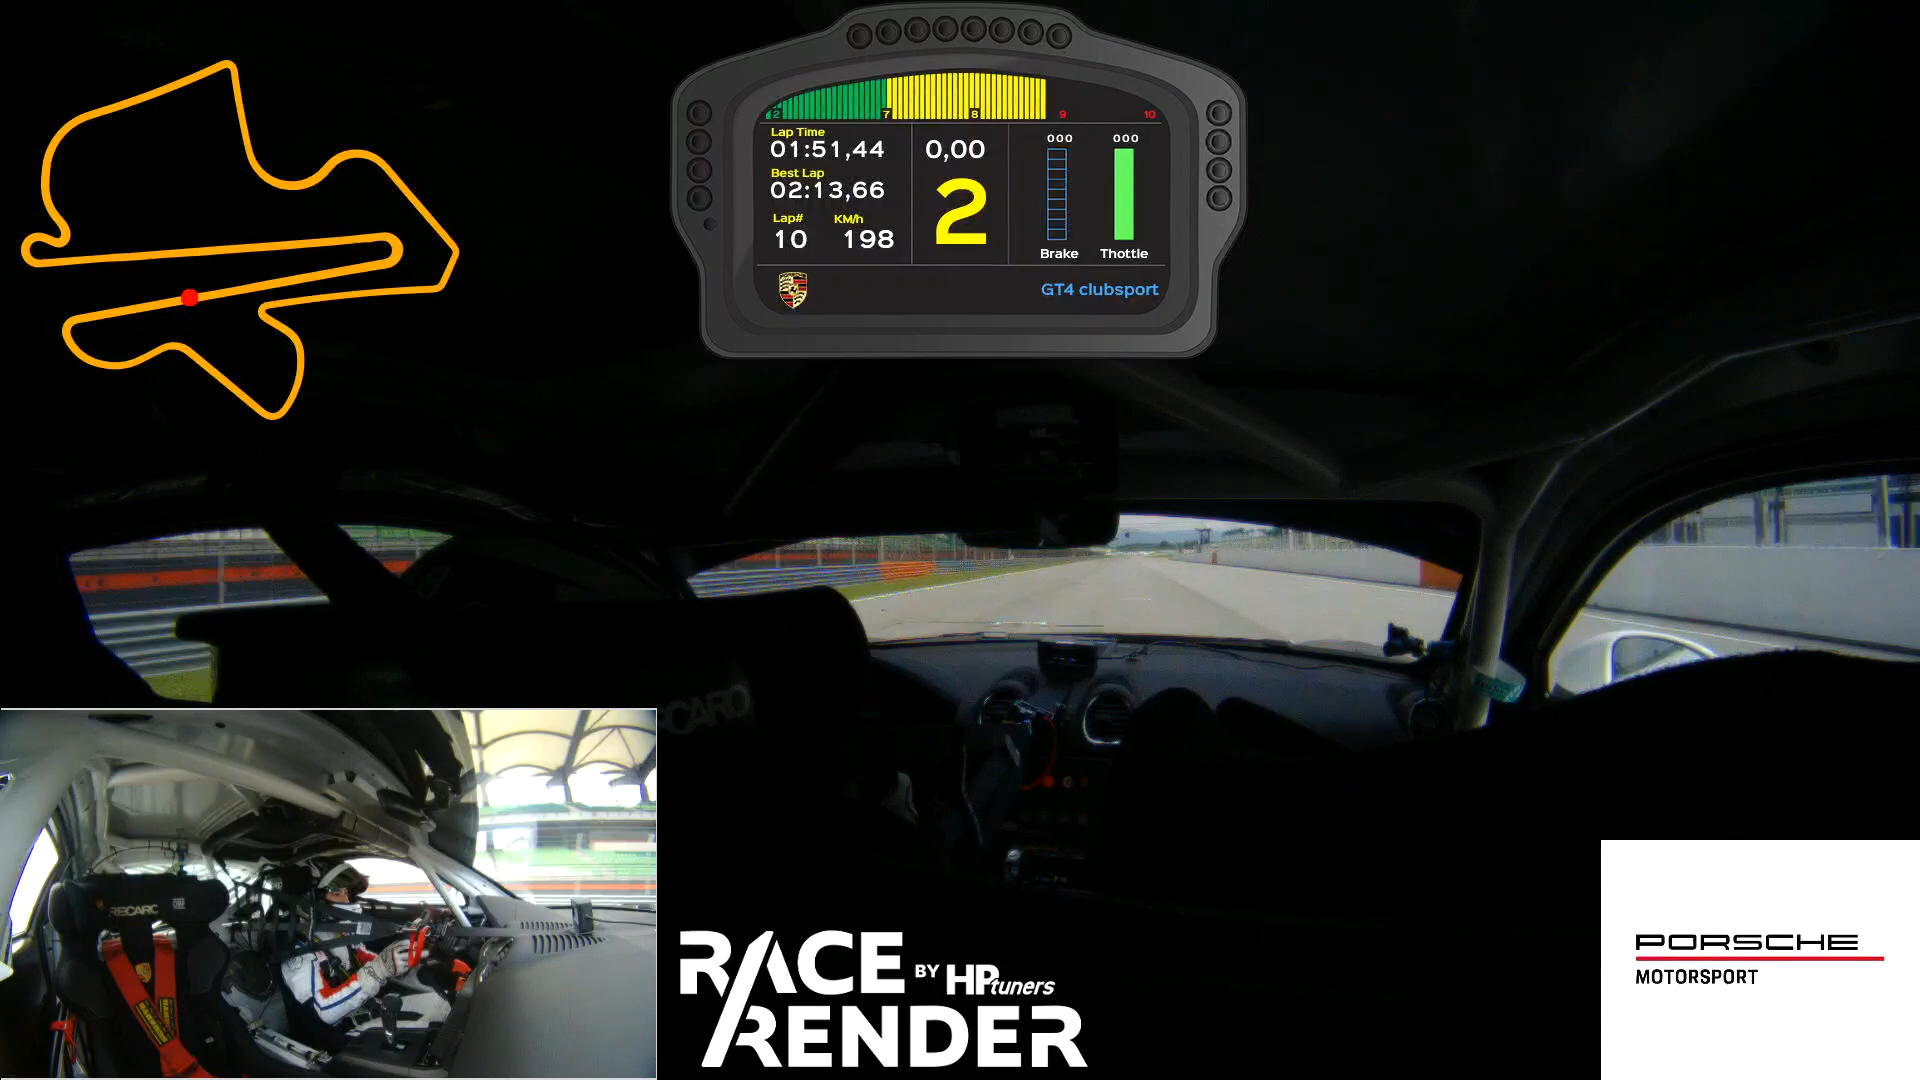 2 7 8 9 10
Lap Time
01:51,44
0,00
000 000
Best Lap
02:13,66
2
Lap# KM/h
10 198
Brake Thottle
GT4 clubsport
RECARO
RECARO
RACE
BY HPtuners
RENDER
PORSCHE
MOTORSPORT